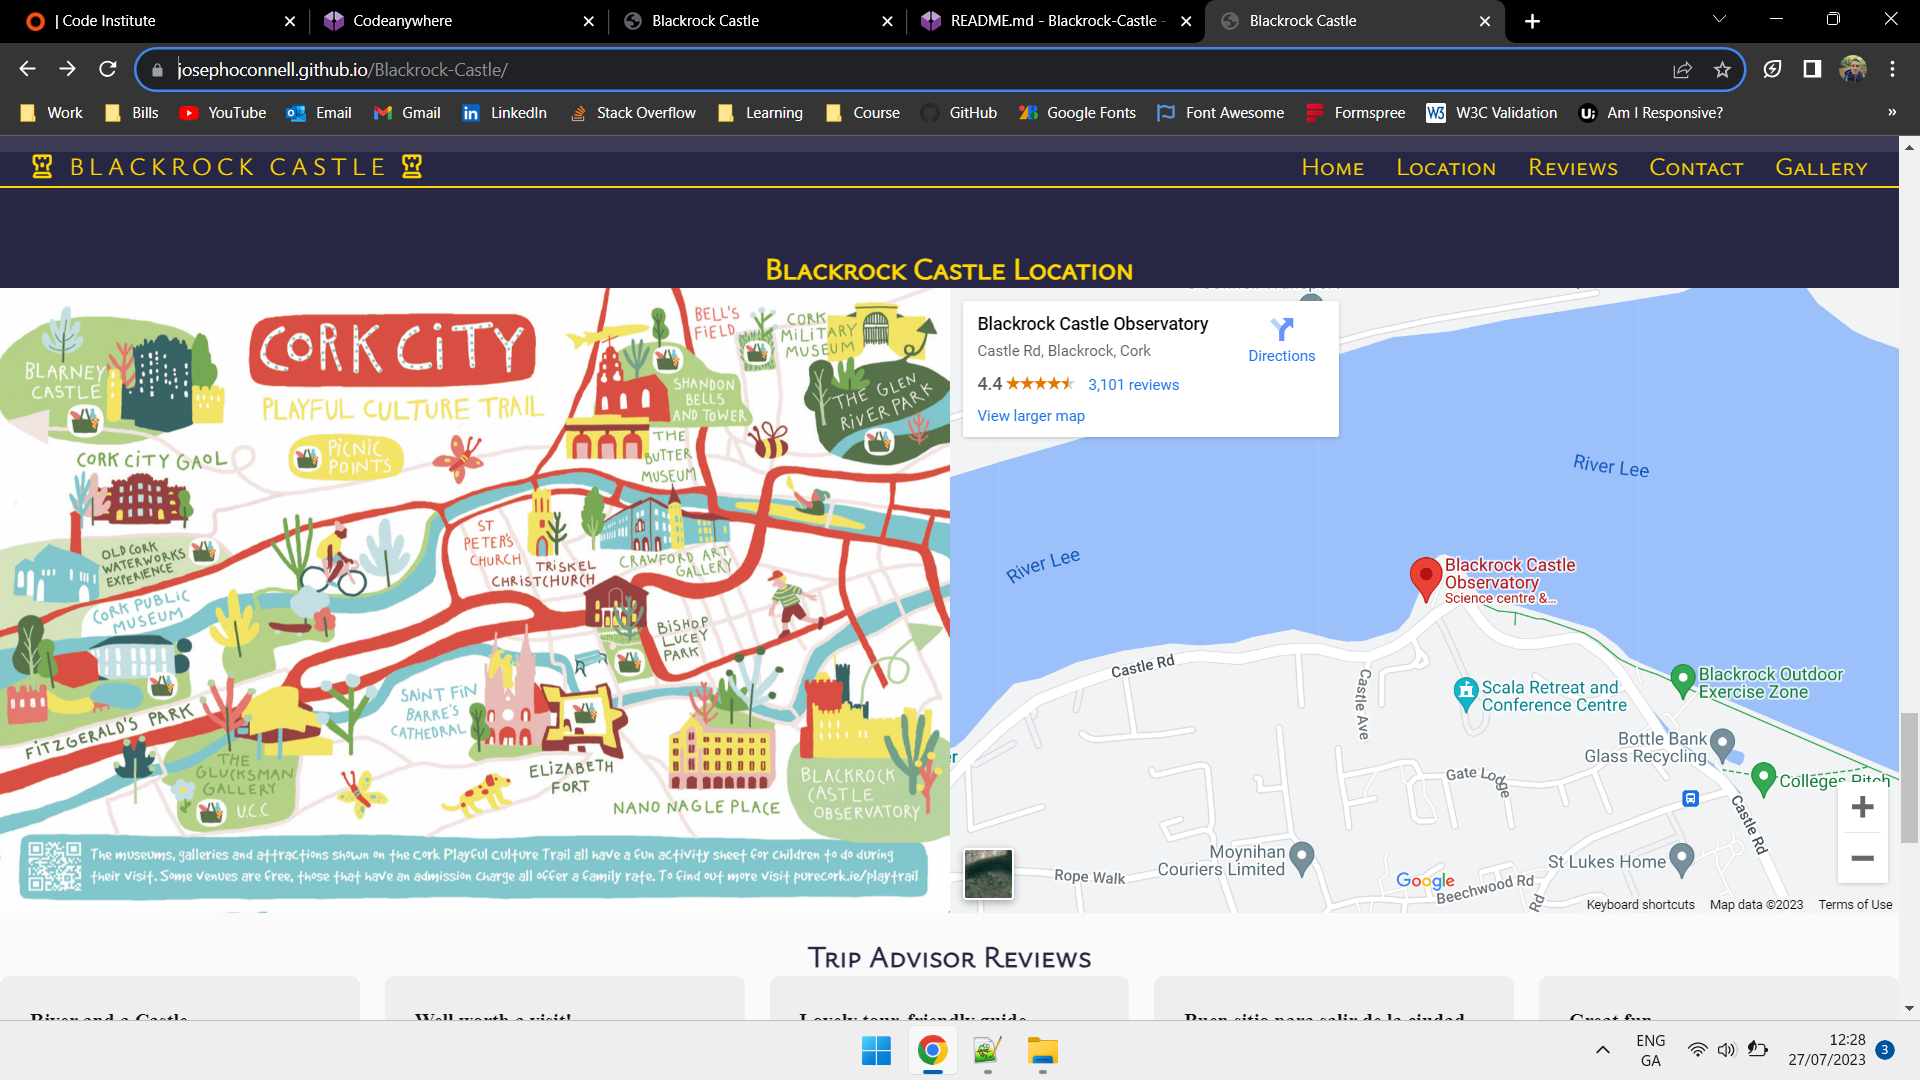 | Code Institute
Codeanywhere
Blackrock Castle
README.md - Blackrock-Castle -
Blackrock Castle
josephoconnell.github.io/Blackrock-Castle/
Work
Bills
YouTube
Email
Gmail
LinkedIn
Stack Overflow
Learning
Course
GitHub
Google Fonts
Font Awesome
Formspree
W3C Validation
Am I Responsive?
»
BLACKROCK CASTLE
Home
Location
Reviews
Contact
Gallery
Blackrock Castle Location
CORK CiTY
PLAYFUL CULTURE TRAIL
PiCNiC
POiNTS
BLARNEY
CASTLE
CORK CiTY GAOL
BELL'S
FiELD
CORK
MiLiTARY
MUSEUM
SHANDON
BELLS
AND TOWER
THE GLEN
RiVER PARK
THE
BUTTER
MUSEUM
OLD CORK
WATERWORKS
EXPERiENCE
CORK PUBLiC
MUSEUM
ST
PETER'S
CHURCH
TRiSKEL
CHRiSTCHURCH
CRAWFORD ART
GALLERY
BiSHOP
LUCEY
PARK
FiTZGERALD'S PARK
SAiNT FiN
BARRE'S
CATHEDRAL
THE
GLUCKSMAN
GALLERY
U.C.C
ELiZABETH
FORT
NANO NAGLE PLACE
BLACKROCK
CASTLE
OBSERVATORY
The museums, galleries and attractions shown on the Cork Playful Culture Trail all have a fun activity sheet for children to do during
their visit. Some venues are free, those that have an admission charge all offer a family rate. To find out more visit purecork.ie/playtrail
Blackrock Castle Observatory
Castle Rd, Blackrock, Cork
4.4
3,101 reviews
View larger map
Directions
River Lee
River Lee
Blackrock Castle
Observatory
Science centre &...
Castle Rd
Castle Ave
Scala Retreat and
Conference Centre
Blackrock Outdoor
Exercise Zone
Bottle Bank
Glass Recycling
Gate Lodge
Colleges Pitch
Castle Rd
Moynihan
Couriers Limited
St Lukes Home
Rope Walk
Beechwood Rd
Rd
Google
Keyboard shortcuts
Map data ©2023
Terms of Use
Trip Advisor Reviews
River and a Castle
Well worth a visit!
Lovely tour, friendly guide
Buen sitio para salir de la ciudad
Great fun
ENG
GA
12:28
27/07/2023
3